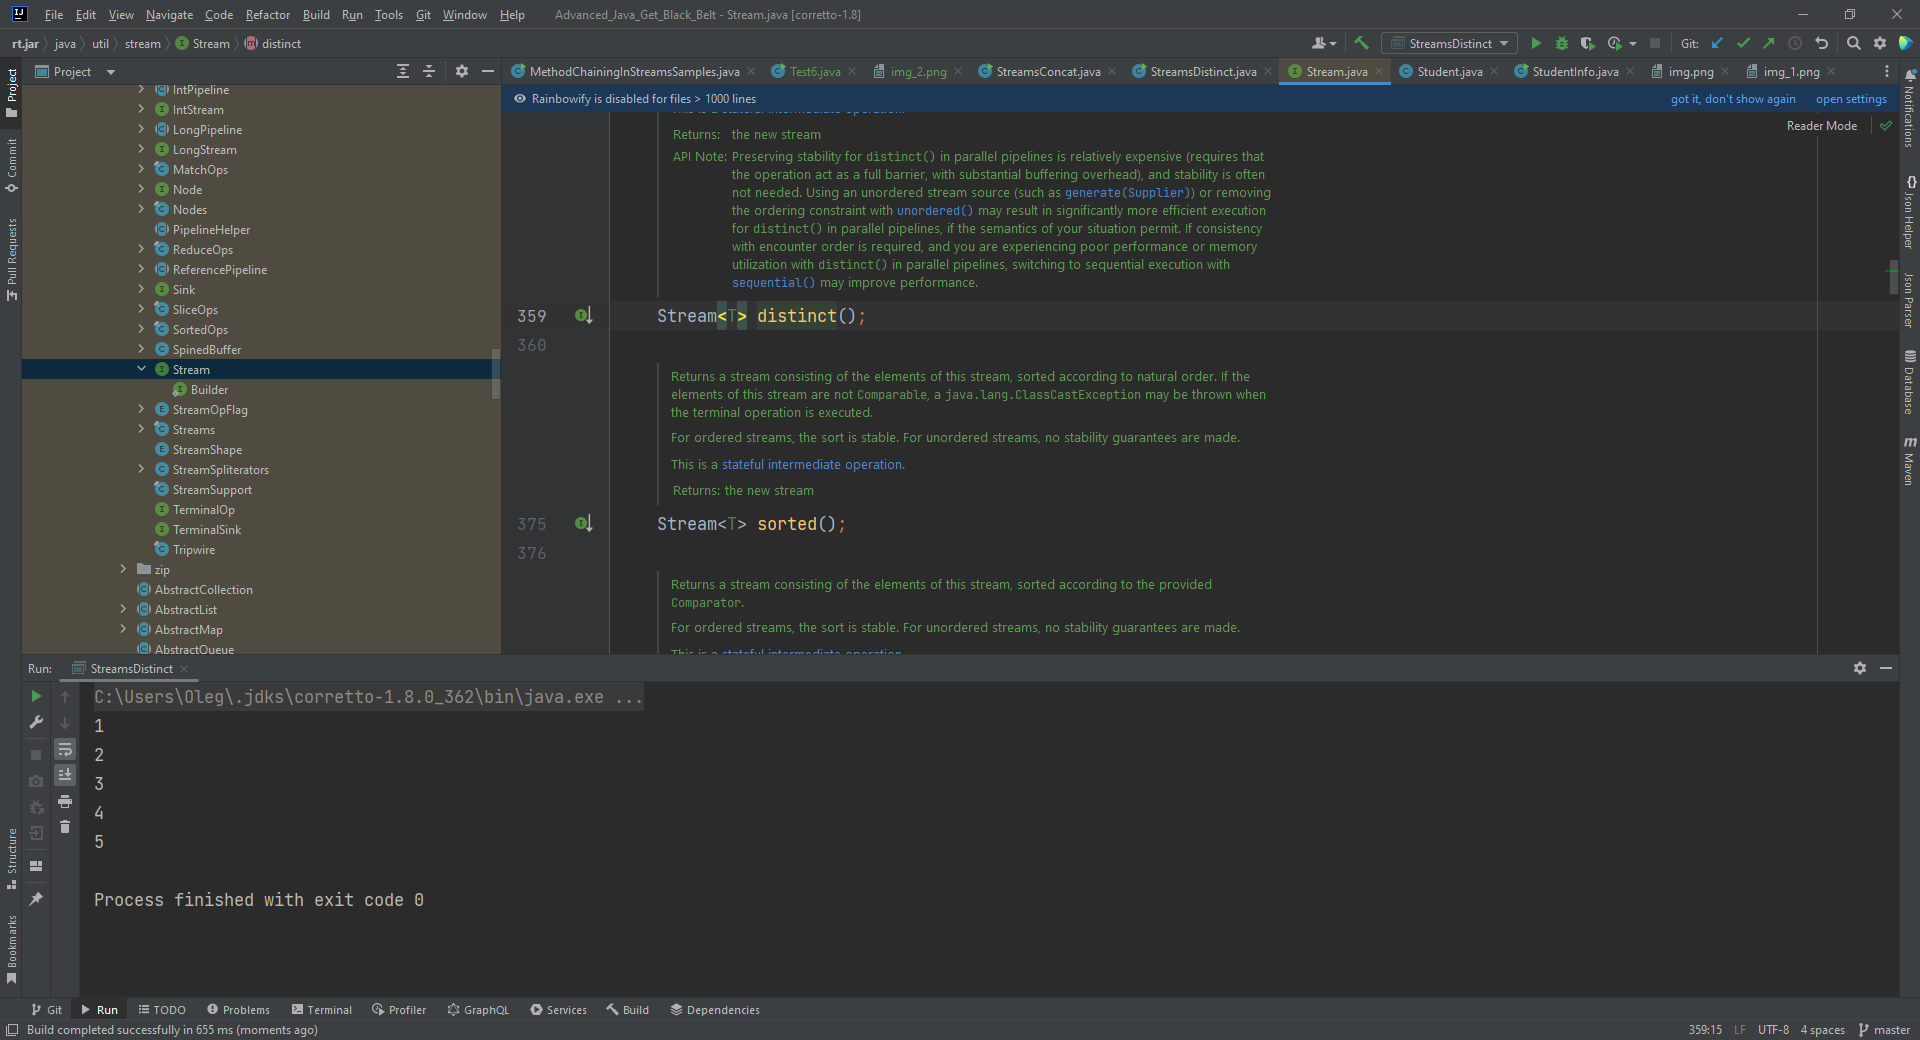 File Edit View Navigate Code Refactor Build Run Tools Git Window Help Advanced_Java_Get_Black_Belt - Stream.java [corretto-1.8]
rt.jar java util stream Stream distinct StreamsDistinct Git:
Project
MethodChainingInStreamsSamples.java Test6.java img_2.png StreamsConcat.java StreamsDistinct.java Stream.java Student.java StudentInfo.java img.png img_1.png
Rainbowify is disabled for files > 1000 lines got it, don't show again open settings
Reader Mode
Project
Commit
Pull Requests
Structure
Bookmarks
IntPipeline
IntStream
LongPipeline
LongStream
MatchOps
Node
Nodes
PipelineHelper
ReduceOps
ReferencePipeline
Sink
SliceOps
SortedOps
SpinedBuffer
Stream
Builder
StreamOpFlag
Streams
StreamShape
StreamSpliterators
StreamSupport
TerminalOp
TerminalSink
Tripwire
zip
AbstractCollection
AbstractList
AbstractMap
AbstractQueue
This is a stateful intermediate operation.
Returns: the new stream
API Note: Preserving stability for distinct() in parallel pipelines is relatively expensive (requires that
the operation act as a full barrier, with substantial buffering overhead), and stability is often
not needed. Using an unordered stream source (such as generate(Supplier)) or removing
the ordering constraint with unordered() may result in significantly more efficient execution
for distinct() in parallel pipelines, if the semantics of your situation permit. If consistency
with encounter order is required, and you are experiencing poor performance or memory
utilization with distinct() in parallel pipelines, switching to sequential execution with
sequential() may improve performance.
359 Stream<T> distinct();
360
Returns a stream consisting of the elements of this stream, sorted according to natural order. If the
elements of this stream are not Comparable, a java.lang.ClassCastException may be thrown when
the terminal operation is executed.
For ordered streams, the sort is stable. For unordered streams, no stability guarantees are made.
This is a stateful intermediate operation.
Returns: the new stream
375 Stream<T> sorted();
376
Returns a stream consisting of the elements of this stream, sorted according to the provided
Comparator.
For ordered streams, the sort is stable. For unordered streams, no stability guarantees are made.
This is a stateful intermediate operation
Notifications
Json Helper
Json Parser
Database
Maven
Run: StreamsDistinct
C:\Users\Oleg\.jdks\corretto-1.8.0_362\bin\java.exe ...
1
2
3
4
5
Process finished with exit code 0
Git Run TODO Problems Terminal Profiler GraphQL Services Build Dependencies
Build completed successfully in 655 ms (moments ago) 359:15 LF UTF-8 4 spaces master